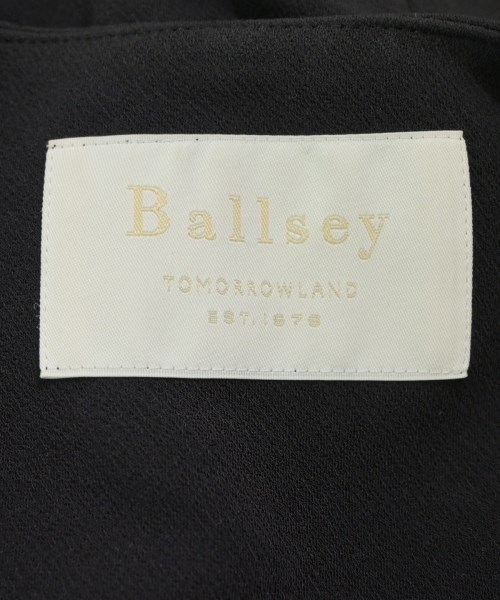 Ballsey
TOMORROWLAND
EST. 1978